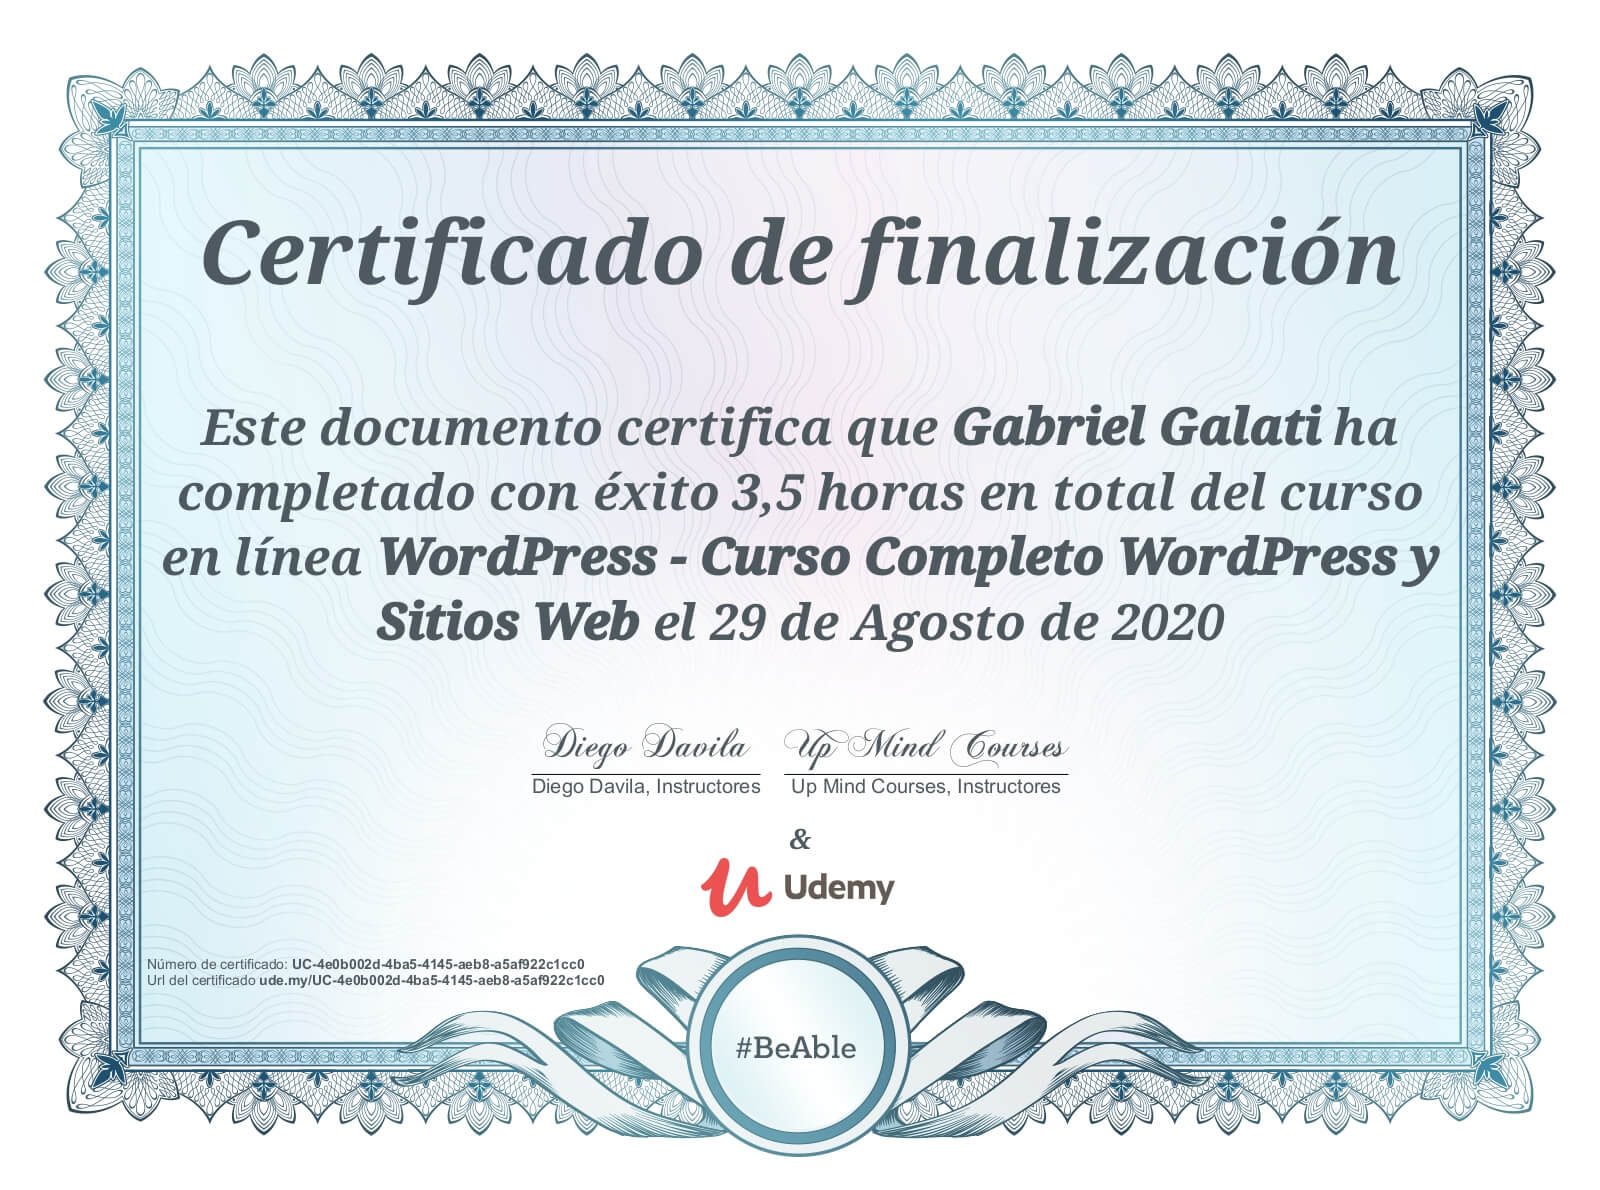 Certificado de finalización
Este documento certifica que Gabriel Galati ha
completado con éxito 3,5 horas en total del curso
en línea WordPress - Curso Completo WordPress y
Sitios Web el 29 de Agosto de 2020
Diego Davila Up Mind Courses
Diego Davila, Instructores Up Mind Courses, Instructores
&
Udemy
Número de certificado: UC-4e0b002d-4ba5-4145-aeb8-a5af922c1cc0
Url del certificado ude.my/UC-4e0b002d-4ba5-4145-aeb8-a5af922c1cc0
#BeAble